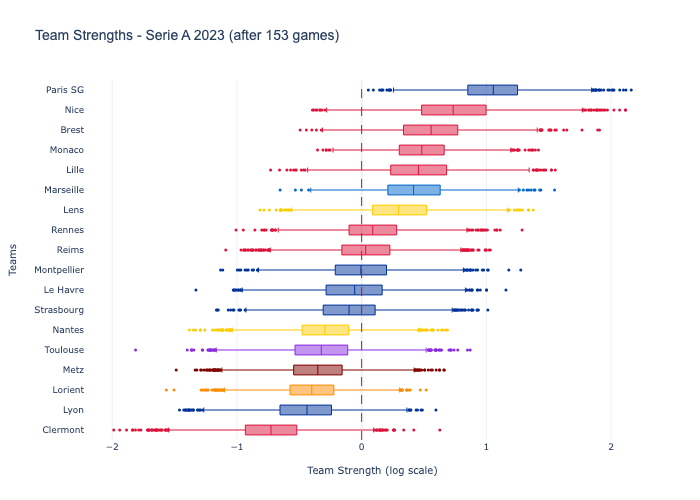 Team Strengths - Serie A 2023 (after 153 games)
Paris SG
Nice
Brest
Monaco
Lille
Marseille
Lens
Rennes
Reims
Montpellier
Le Havre
Strasbourg
Nantes
Toulouse
Metz
Lorient
Lyon
Clermont
Teams
−2 −1 0 1 2
Team Strength (log scale)